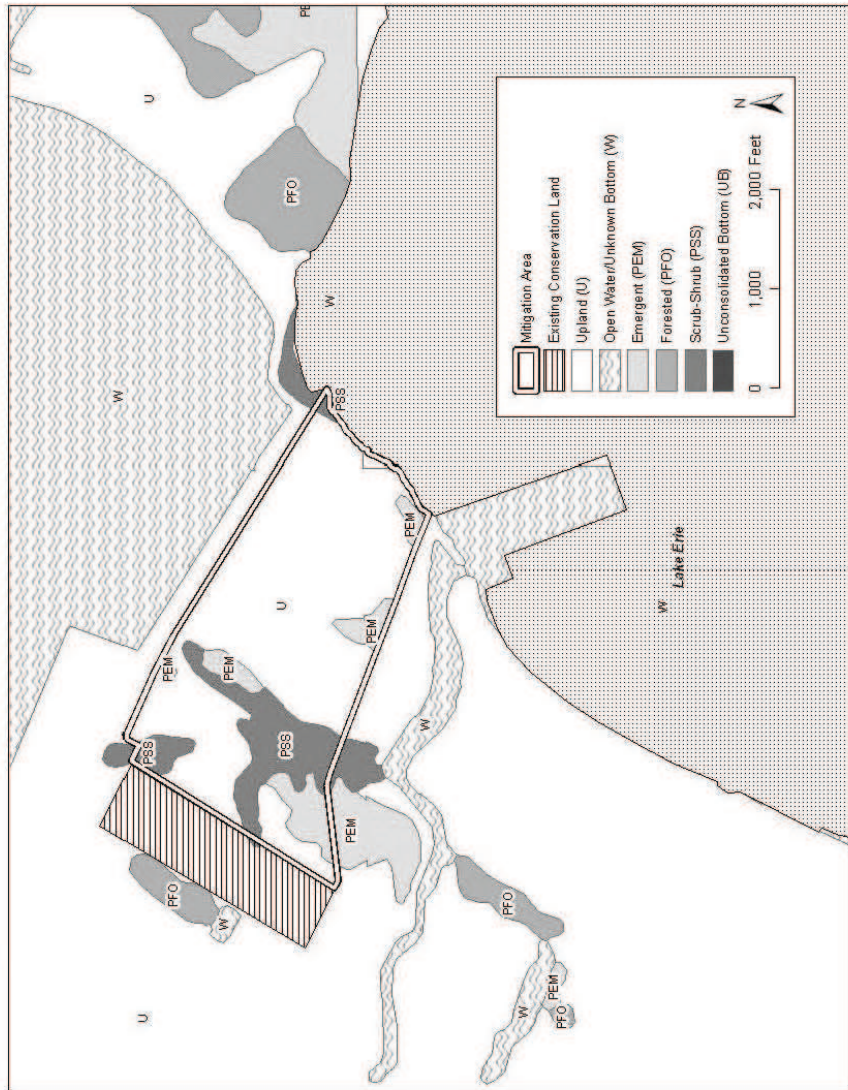 U
PFO
PSS
PEM
W
U
W
PEM
PE
PFO
PSS
U
W
PSS
PEM
PEM
PEM
W
PFO
W
PEM
PFO
W
Lake Erie
Mitigation Area
Existing Conservation Land
Upland (U)
Open Water/Unknown Bottom (W)
Emergent (PEM)
Forested (PFO)
Scrub-Shrub (PSS)
Unconsolidated Bottom (UB)
N
0 1,000 2,000 Feet